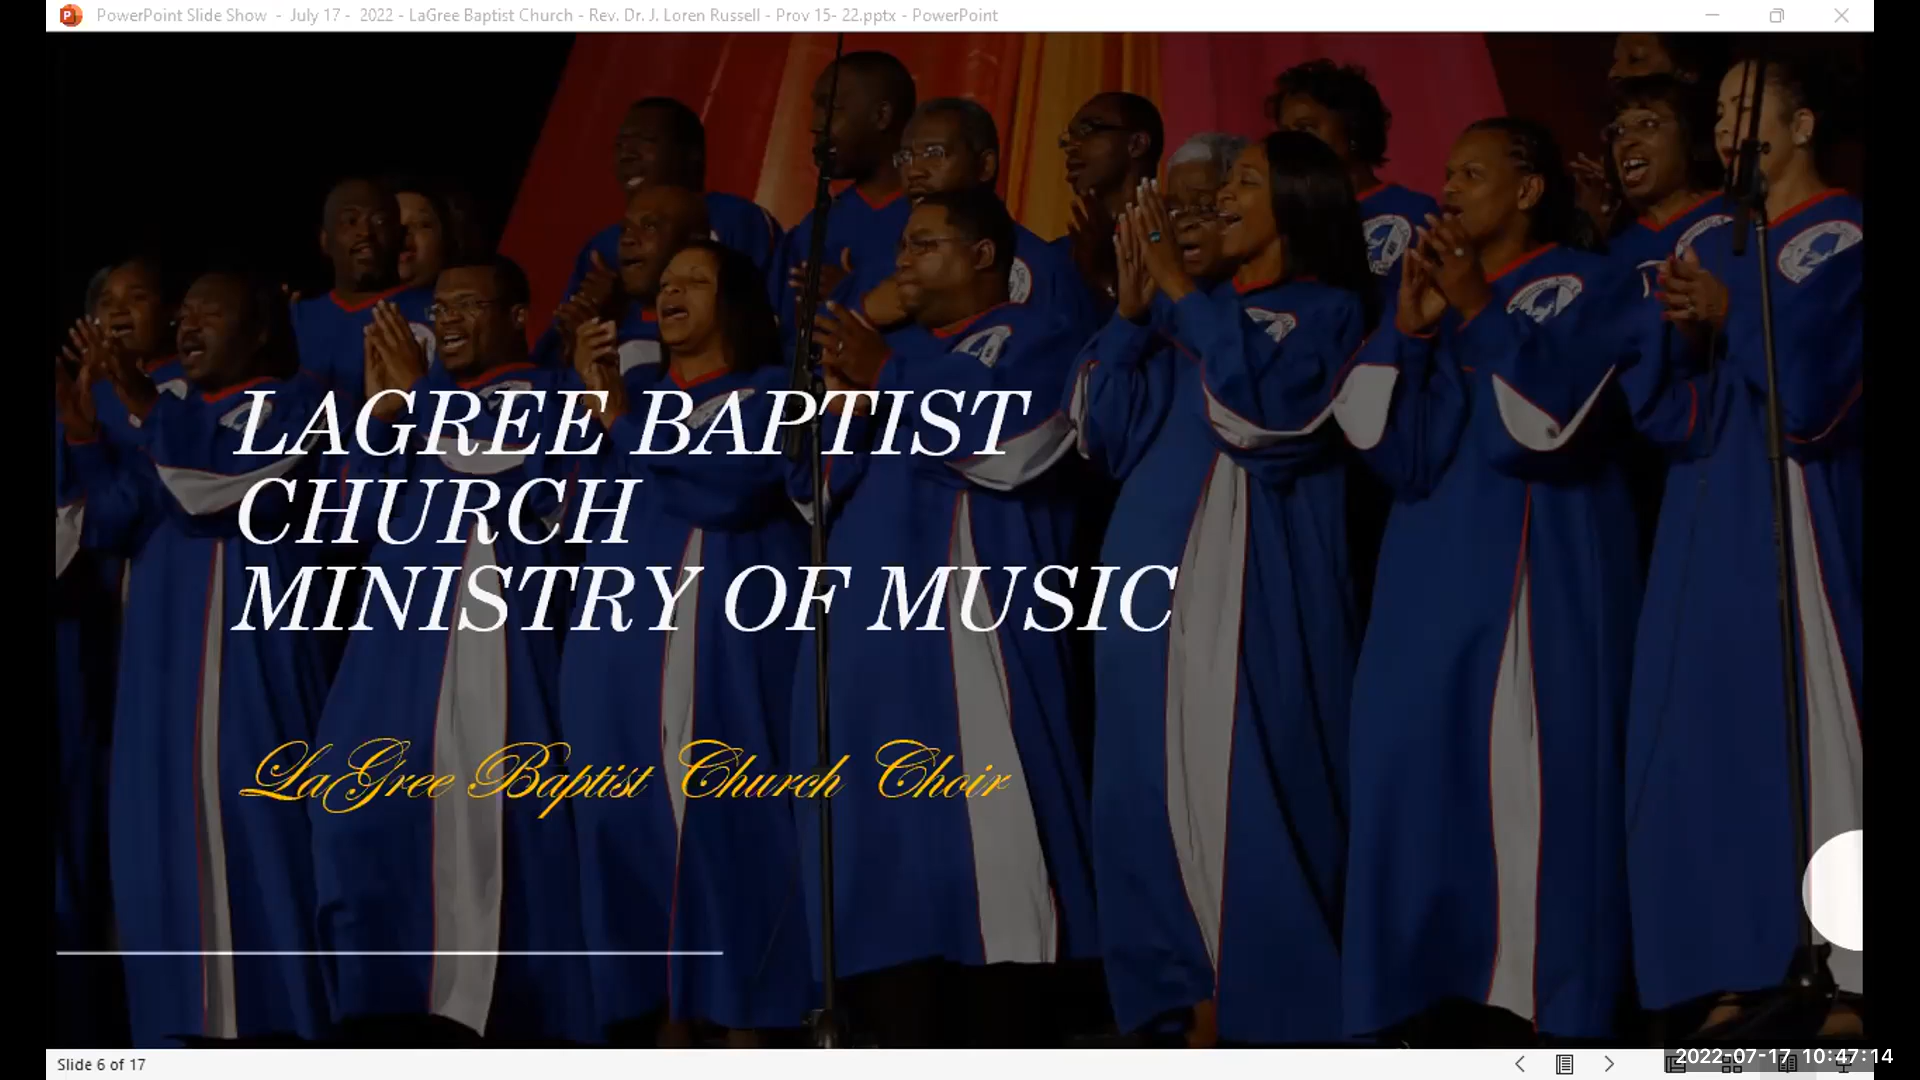 PowerPoint Slide Show - July 17 - 2022 - LaGree Baptist Church - Rev. Dr. J. Loren Russell - Prov 15- 22.pptx - PowerPoint
LAGREE BAPTIST
CHURCH
MINISTRY OF MUSIC
LaGree Baptist Church Choir
Slide 6 of 17
2022-07-17 10:47:14